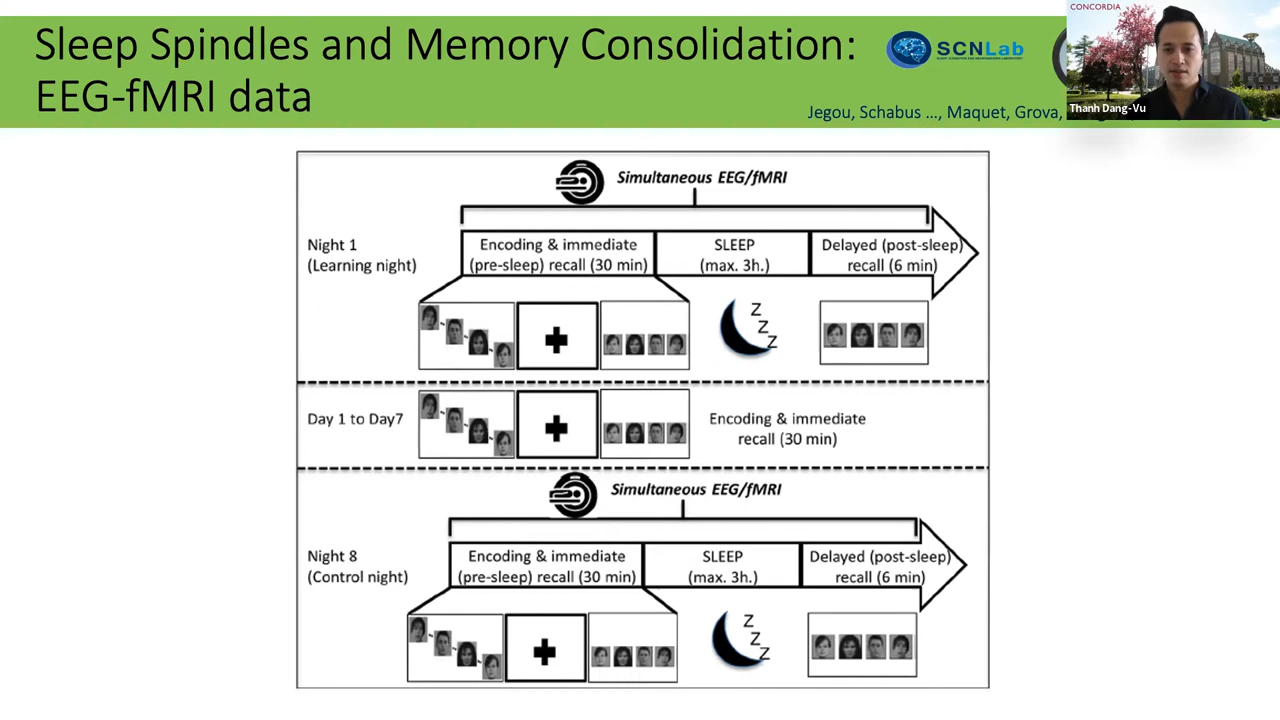 Sleep Spindles and Memory Consolidation:
EEG-fMRI data
SCNLab
CONCORDIA
Thanh Dang-Vu
Jegou, Schabus ..., Maquet, Grova,
Simultaneous EEG/fMRI
Night 1
(Learning night)
Encoding & immediate
(pre-sleep) recall (30 min)
SLEEP
(max. 3h.)
Delayed (post-sleep)
recall (6 min)
Z
Z
Z
Day 1 to Day7
Encoding & immediate
recall (30 min)
Simultaneous EEG/fMRI
Night 8
(Control night)
Encoding & immediate
(pre-sleep) recall (30 min)
SLEEP
(max. 3h.)
Delayed (post-sleep)
recall (6 min)
Z
Z
Z